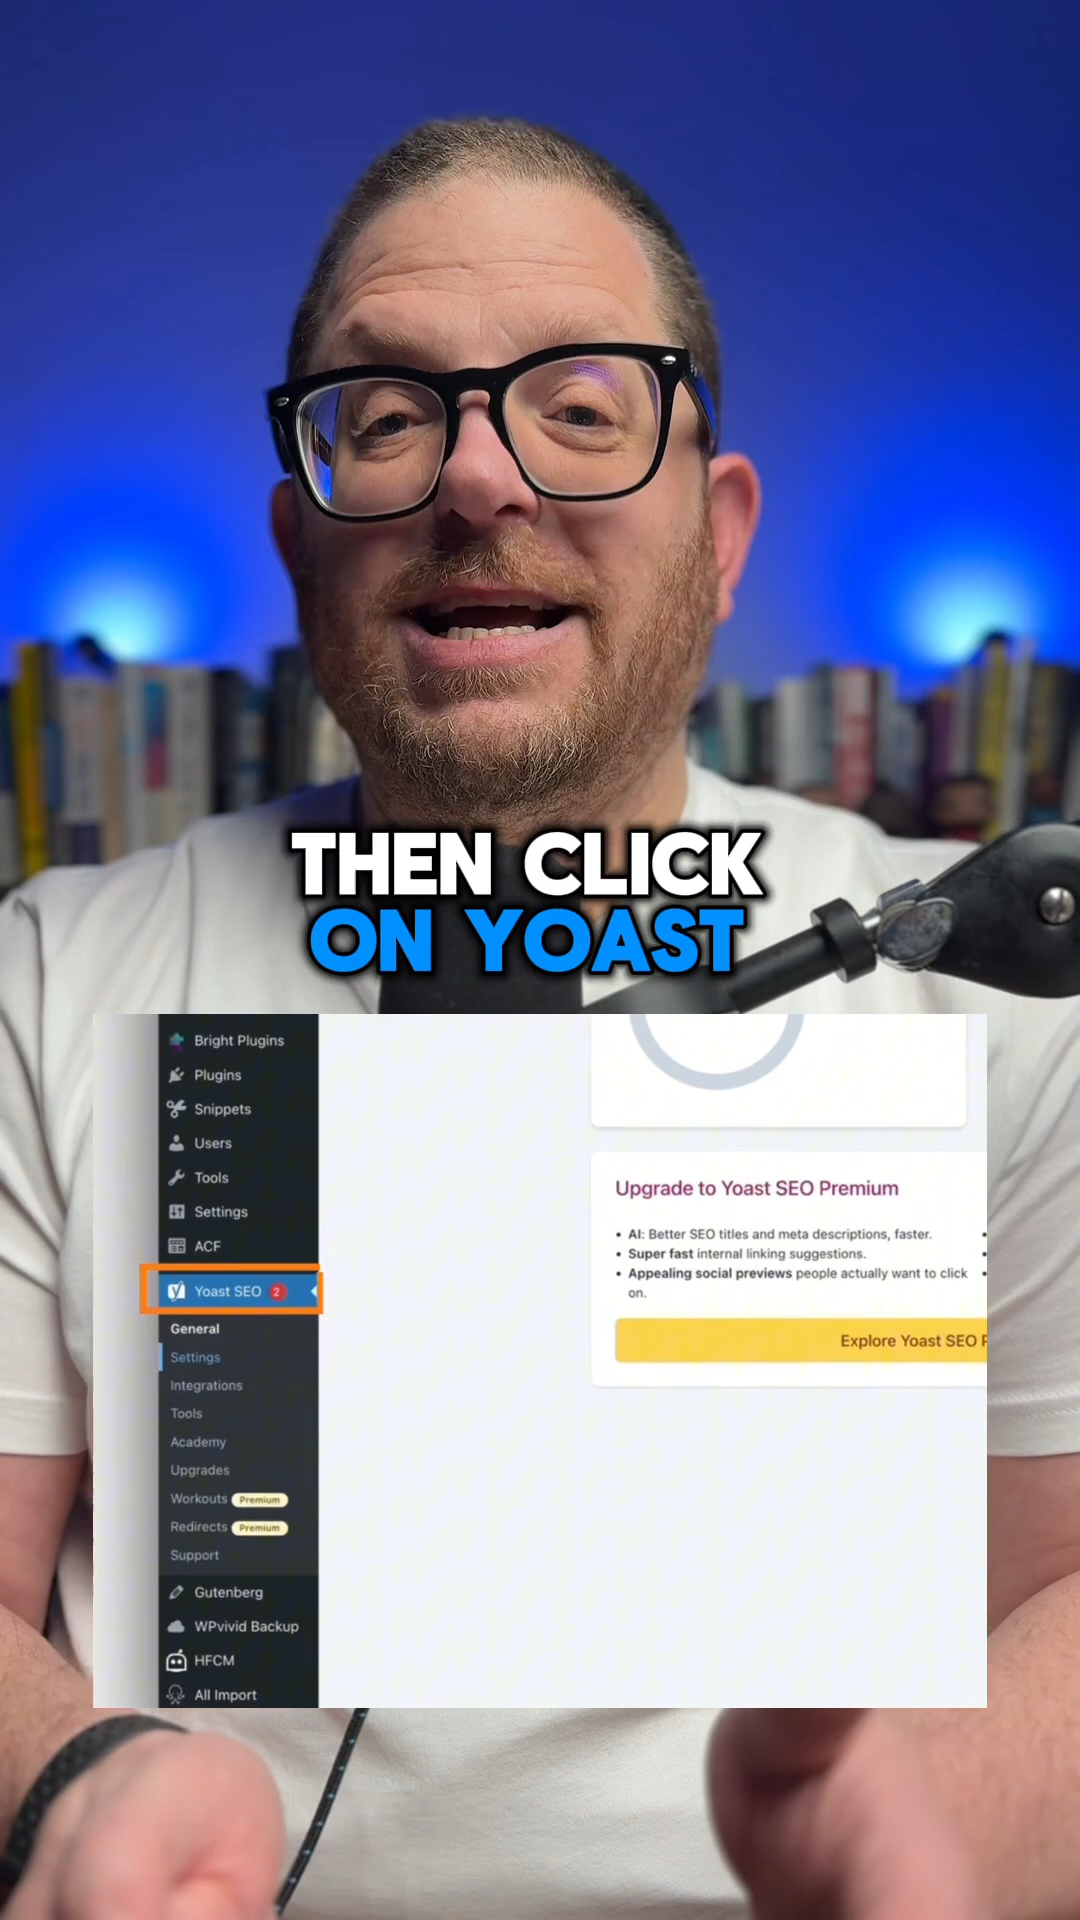 THEN CLICK
ON YOAST
Bright Plugins
Plugins
Snippets
Users
Tools
Settings
ACF
Yoast SEO 2
General
Settings
Integrations
Tools
Academy
Upgrades
Workouts Premium
Redirects Premium
Support
Gutenberg
WPvivid Backup
HFCM
All Import
Upgrade to Yoast SEO Premium
• AI: Better SEO titles and meta descriptions, faster.
• Super fast internal linking suggestions.
• Appealing social previews people actually want to click
on.
Explore Yoast SEO